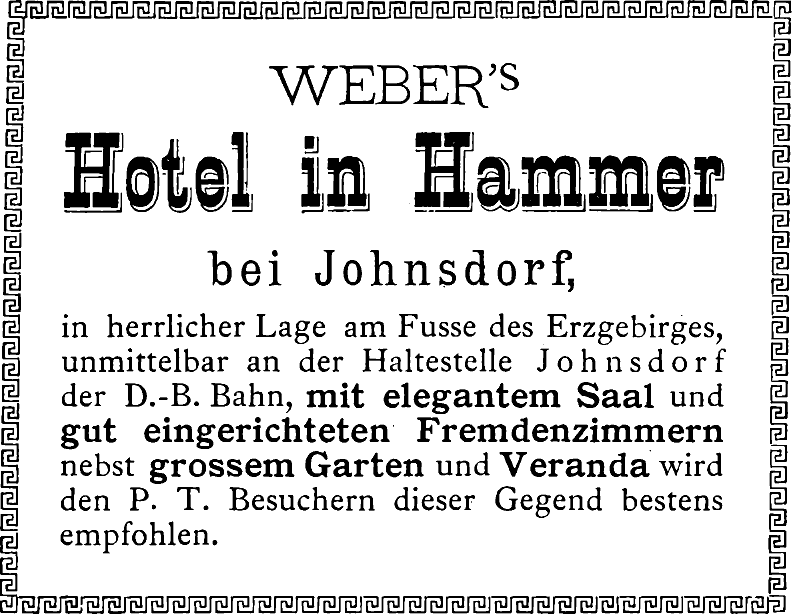 WEBER'S
Hotel in Hammer
bei Johnsdorf,
in herrlicher Lage am Fusse des Erzgebirges,
unmittelbar an der Haltestelle Johnsdorf
der D.-B. Bahn, mit elegantem Saal und
gut eingerichteten Fremdenzimmern
nebst grossem Garten und Veranda wird
den P. T. Besuchern dieser Gegend bestens
empfohlen.